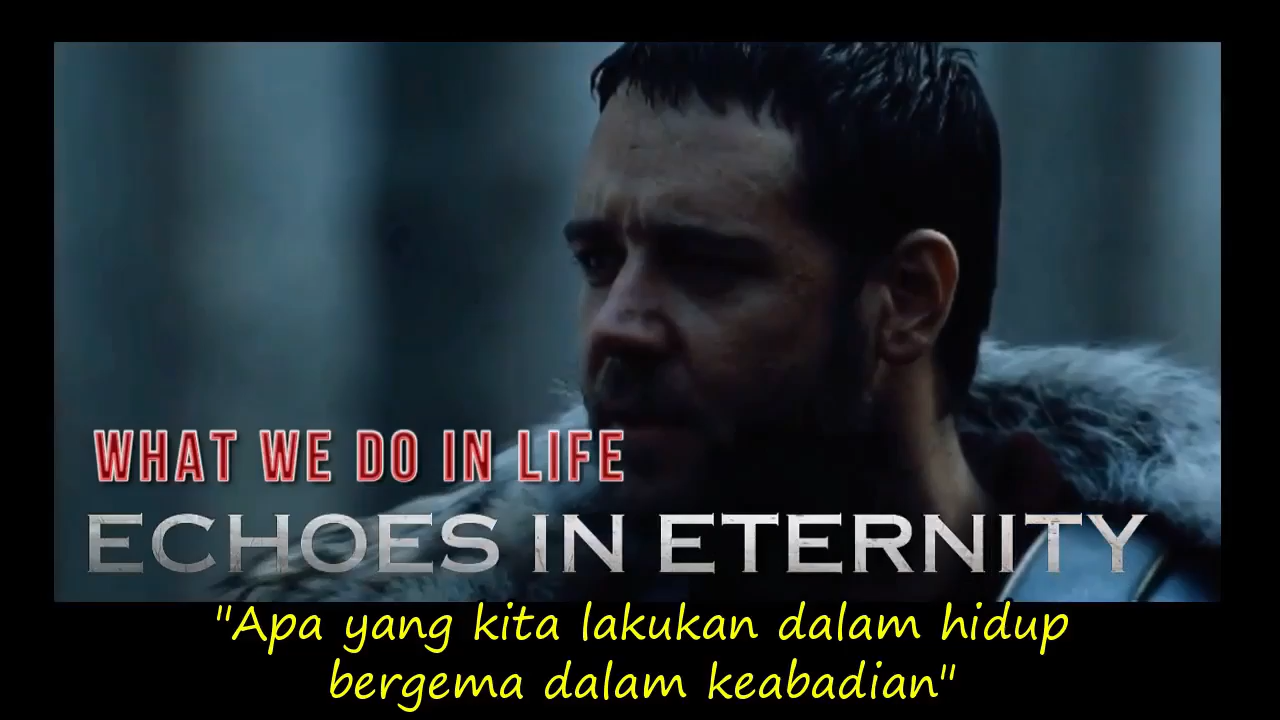 WHAT WE DO IN LIFE
ECHOES IN ETERNITY
"Apa yang kita lakukan dalam hidup
bergema dalam keabadian"